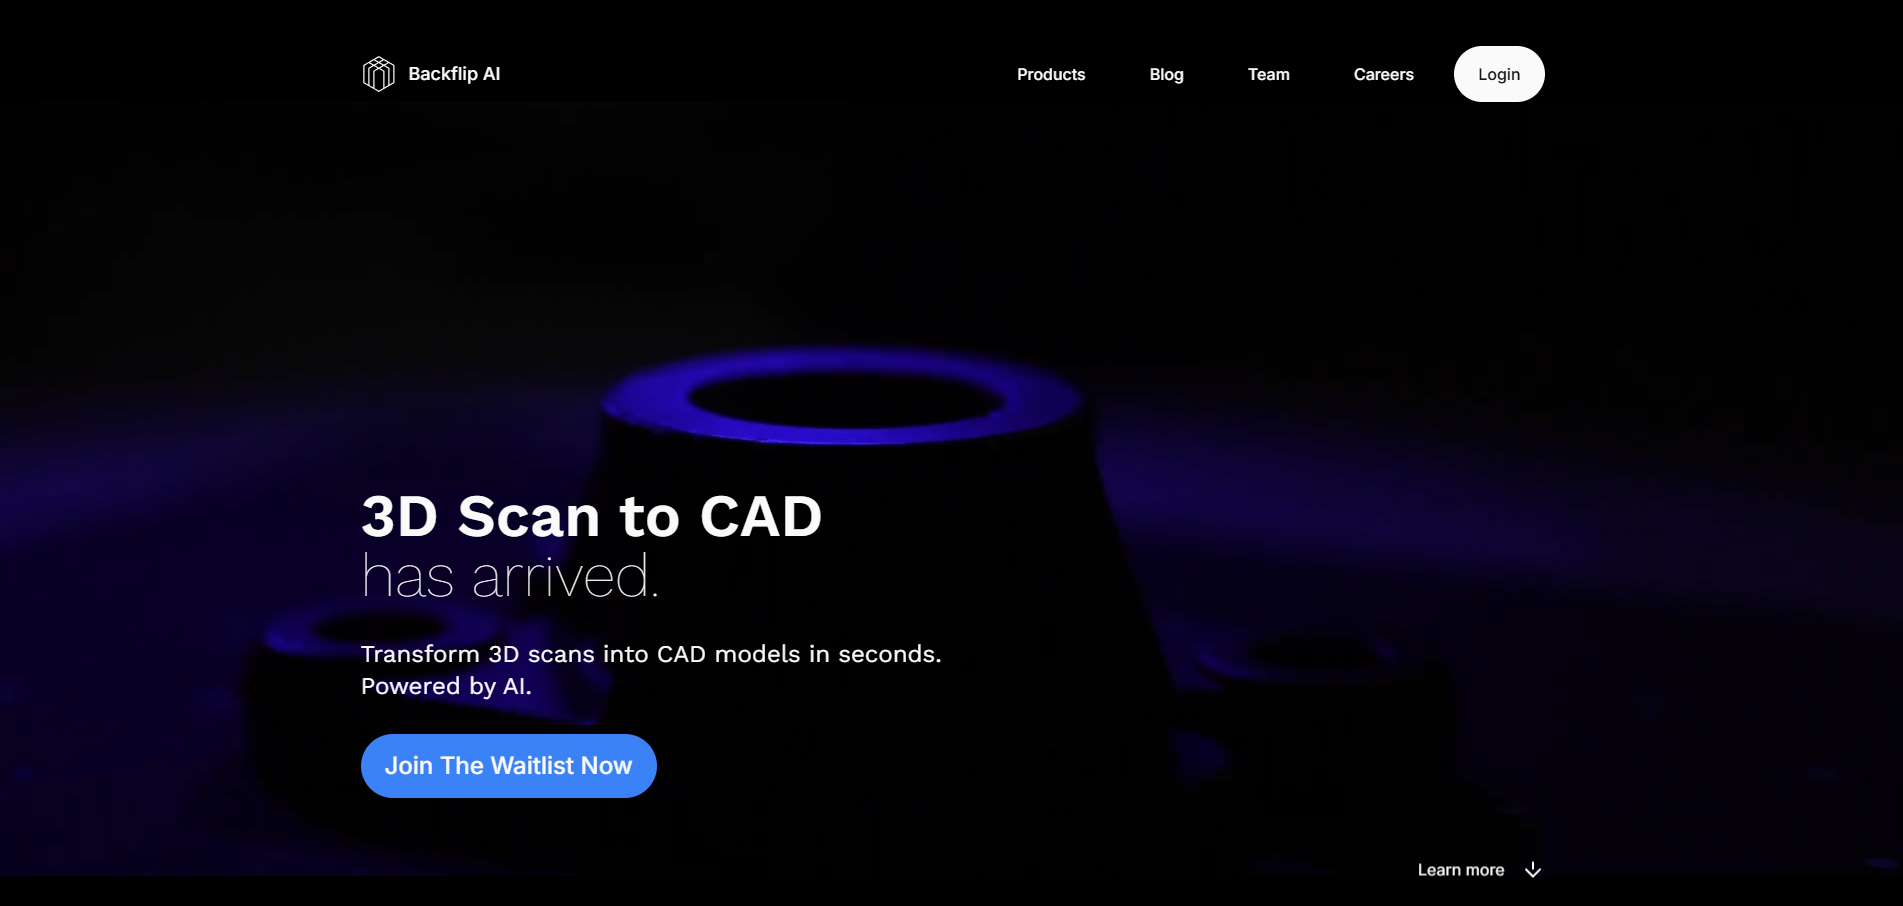 Backflip AI
Products
Blog
Team
Careers
Login
3D Scan to CAD
has arrived.
Transform 3D scans into CAD models in seconds.
Powered by AI.
Join The Waitlist Now
Learn more